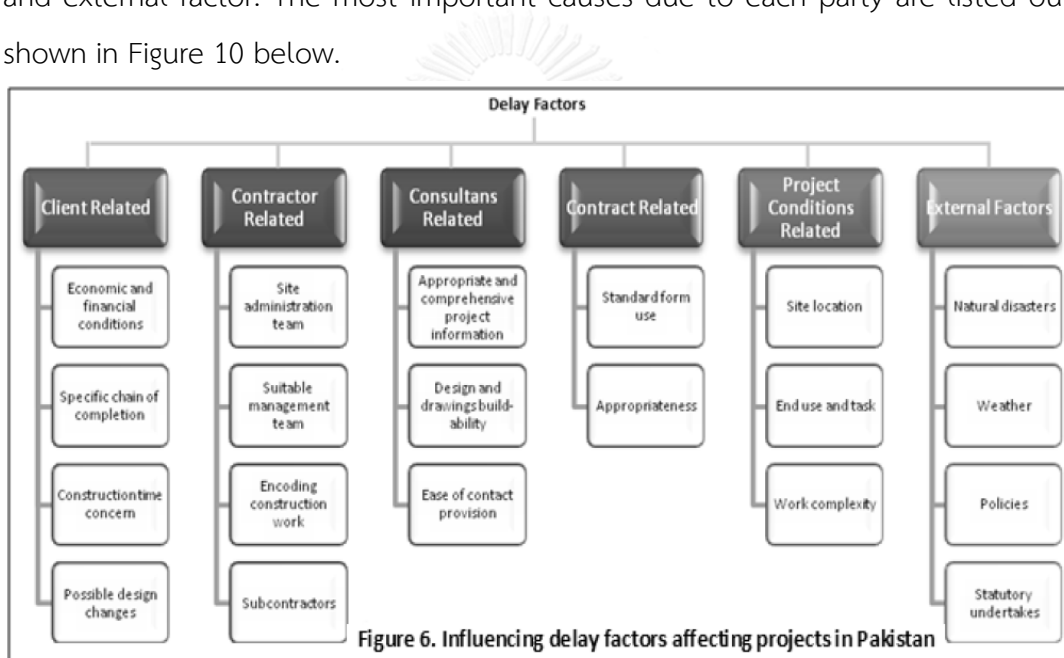 and external factor. The most important causes due to each party are listed ou
shown in Figure 10 below.
Delay Factors
Client Related
Economic and
financial
conditions
Specific chain of
completion
Construction time
concern
Possible design
changes
Contractor
Related
Site
administration
team
Suitable
management
team
Encoding
construction
work
Subcontractors
Consultans
Related
Appropriate and
comprehensive
project
information
Design and
drawings build-
ability
Ease of contact
provision
Contract Related
Standard form
use
Appropriateness
Project
Conditions
Related
Site location
End use and task
Work complexity
External Factors
Natural disasters
Weather
Policies
Statutory
undertakes
Figure 6. Influencing delay factors affecting projects in Pakistan